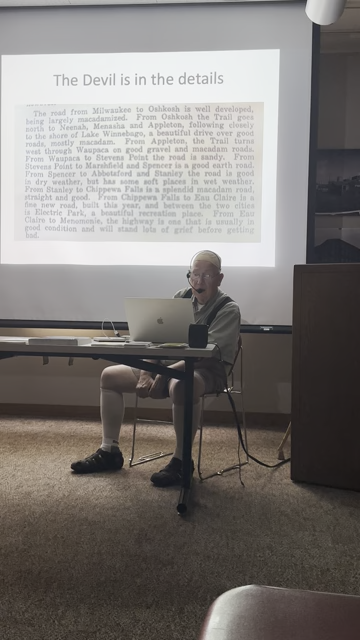 The Devil is in the details
The road from Milwaukee to Oshkosh is well developed,
being largely macadamised. From Oshkosh the Trail goes
north to Neenah, Menasha and Appleton, following closely
to the shore of Lake Winnebago, a beautiful drive over good
roads, mostly macadam. From Appleton, the Trail turns
west through Waupaca on good gravel and macadam roads.
From Waupaca to Stevens Point the road is sandy. From
Stevens Point to Marshfield and Spencer is a good earth road.
From Spencer to Abbotsford and Stanley the road is good
in dry weather, but has some soft places in wet weather.
From Stanley to Chippewa Falls is a splendid macadam road,
straight and good. From Chippewa Falls to Eau Claire is a
fine new road, built this year, and between the two cities
is Electric Park, a beautiful recreation place. From Eau
Claire to Menomonie, the highway is one that is usually in
good condition and will stand lots of grief before getting
bad.